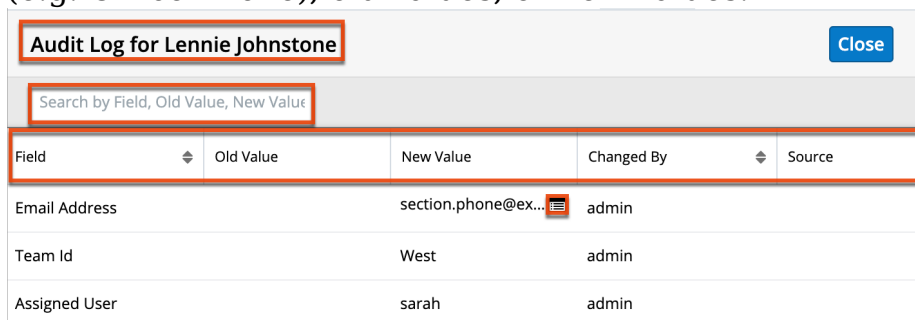 Audit Log for Lennie Johnstone
Close
Search by Field, Old Value, New Value
Field Old Value New Value Changed By Source
Email Address section.phone@ex... admin
Team Id West admin
Assigned User sarah admin